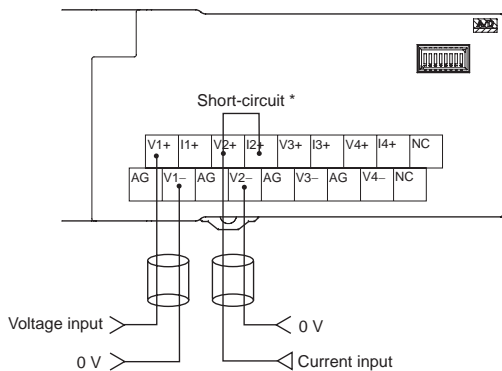 A/D
Short-circuit *
V1+ I1+ V2+ I2+ V3+ I3+ V4+ I4+ NC
AG V1– AG V2– AG V3– AG V4– NC
Voltage input
0 V
0 V
Current input